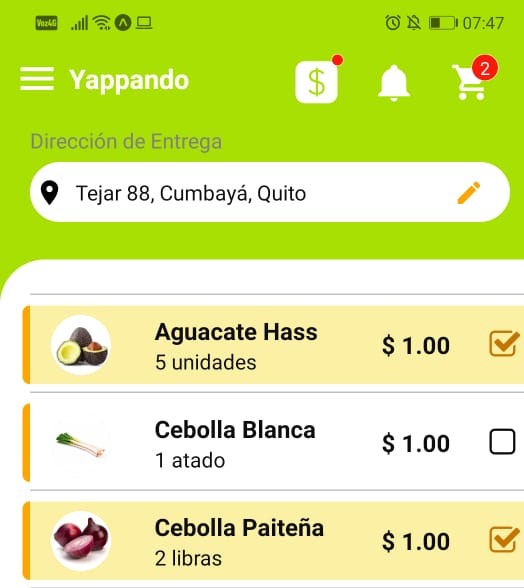 Voz4G
07:47
Yappando
$
2
Dirección de Entrega
Tejar 88, Cumbayá, Quito
Aguacate Hass
$ 1.00
5 unidades
Cebolla Blanca
$ 1.00
1 atado
Cebolla Paiteña
$ 1.00
2 libras